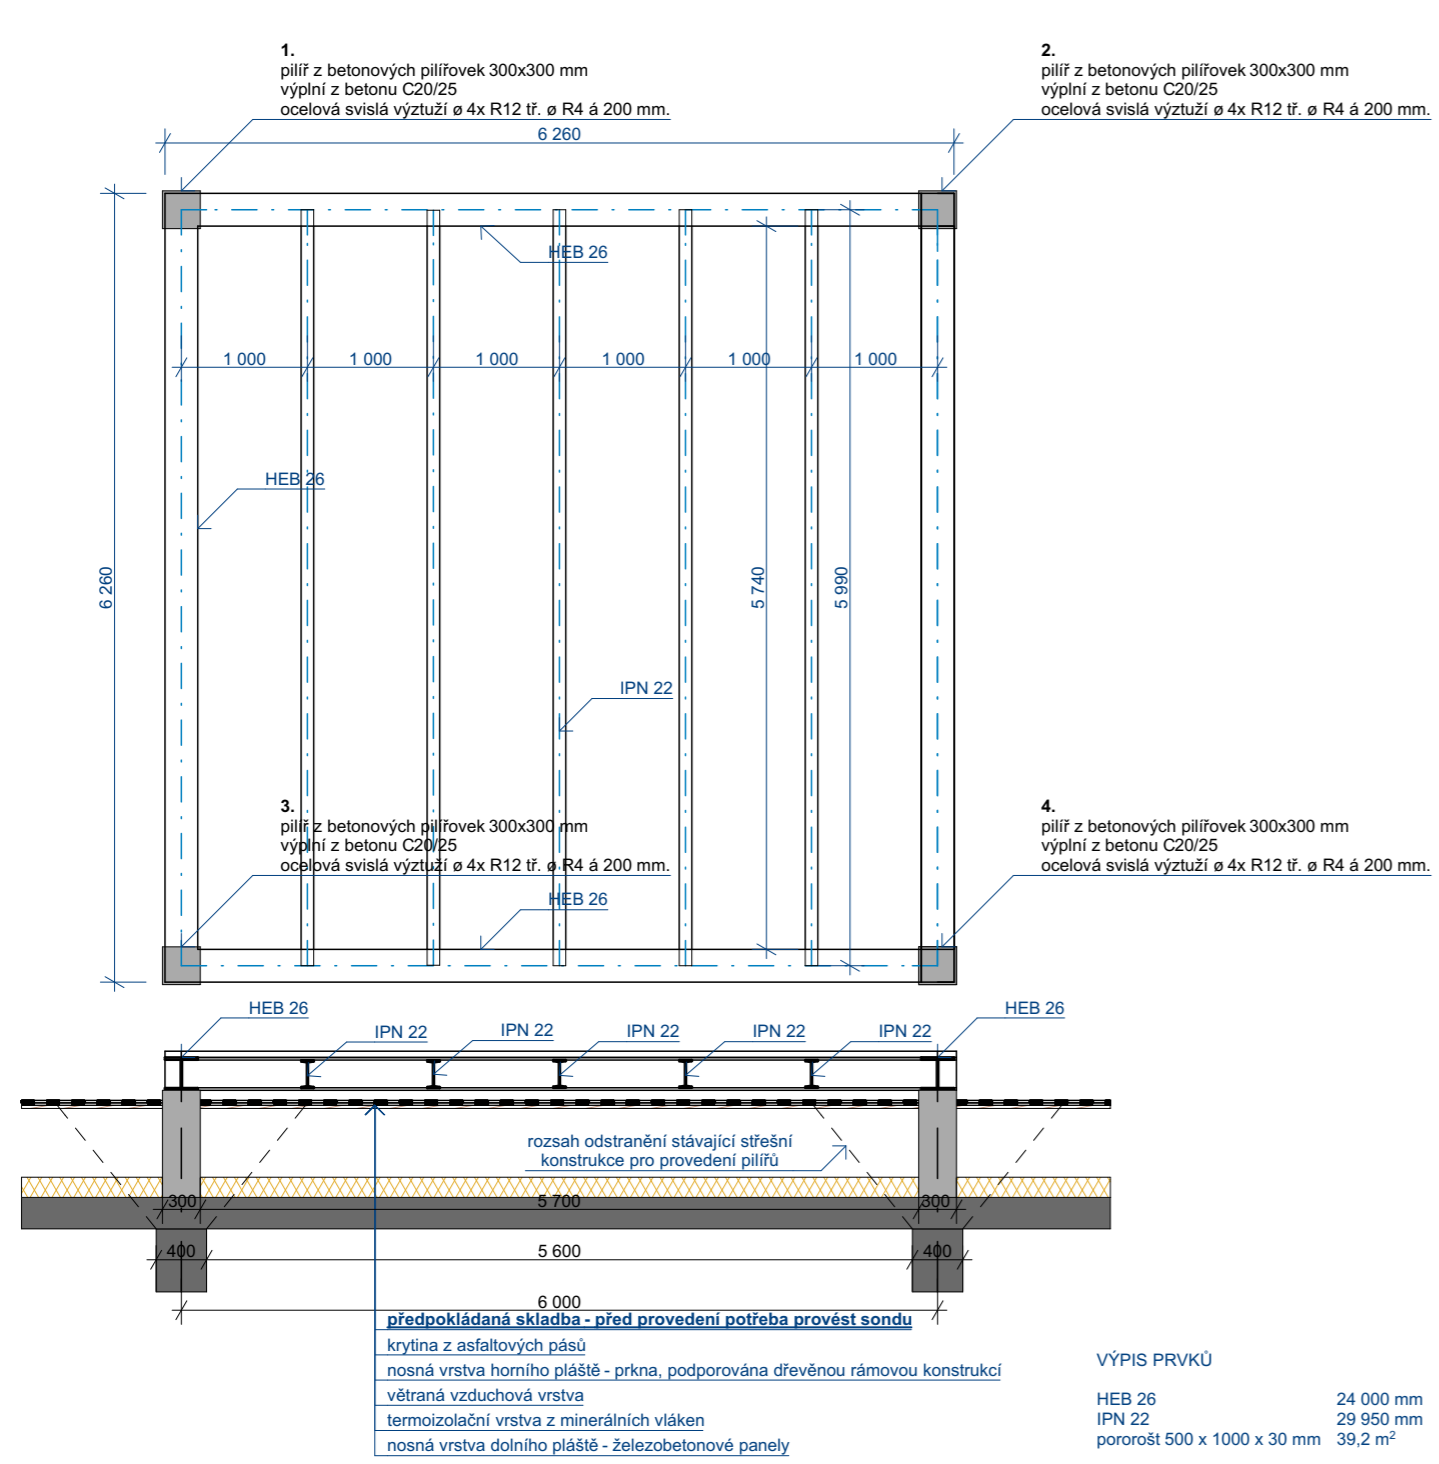 1.
pilíř z betonových pilířovek 300x300 mm
výplní z betonu C20/25
ocelová svislá výztuží ø 4x R12 tř. ø R4 á 200 mm.
2.
pilíř z betonových pilířovek 300x300 mm
výplní z betonu C20/25
ocelová svislá výztuží ø 4x R12 tř. ø R4 á 200 mm.
6 260
HEB 26
1 000 1 000 1 000 1 000 1 000 1 000
HEB 26
6 260
5 740
5 990
IPN 22
3.
pilíř z betonových pilířovek 300x300 mm
výplní z betonu C20/25
ocelová svislá výztuží ø 4x R12 tř. ø R4 á 200 mm.
4.
pilíř z betonových pilířovek 300x300 mm
výplní z betonu C20/25
ocelová svislá výztuží ø 4x R12 tř. ø R4 á 200 mm.
HEB 26
HEB 26
IPN 22
IPN 22
IPN 22
IPN 22
IPN 22
HEB 26
rozsah odstranění stávající střešní
konstrukce pro provedení pilířů
300 5 700 300
400 5 600 400
6 000
předpokládaná skladba - před provedení potřeba provést sondu
krytina z asfaltových pásů
nosná vrstva horního pláště - prkna, podporována dřevěnou rámovou konstrukcí
větraná vzduchová vrstva
termoizolační vrstva z minerálních vláken
nosná vrstva dolního pláště - železobetonové panely
VÝPIS PRVKŮ
HEB 26 24 000 mm
IPN 22 29 950 mm
pororošt 500 x 1000 x 30 mm 39,2 m²